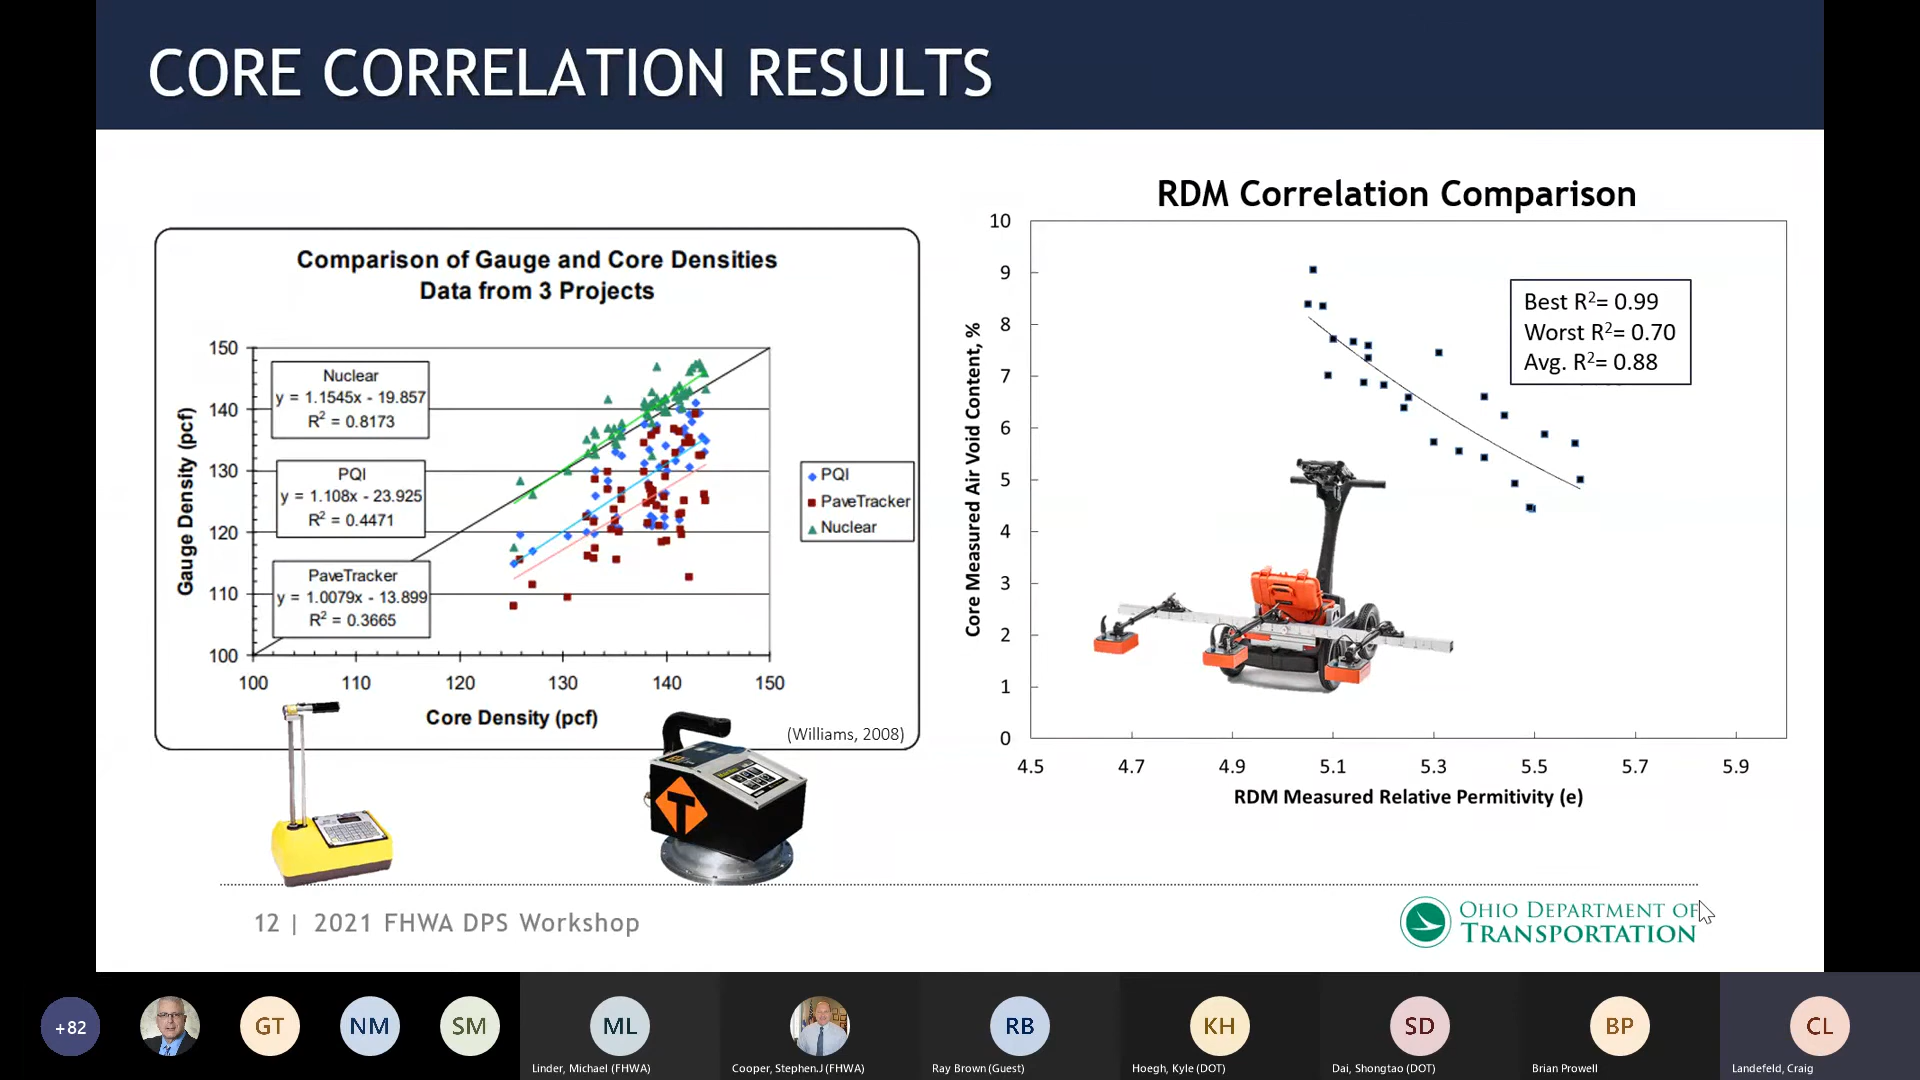 CORE CORRELATION RESULTS
Comparison of Gauge and Core Densities
Data from 3 Projects
Gauge Density (pcf)
150
140
130
120
110
100
Nuclear
y = 1.1545x - 19.857
R² = 0.8173
PQI
y = 1.108x - 23.925
R² = 0.4471
PaveTracker
y = 1.0079x - 13.899
R² = 0.3665
PQI
PaveTracker
Nuclear
100 110 120 130 140 150
Core Density (pcf)
(Williams, 2008)
RDM Correlation Comparison
Core Measured Air Void Content, %
10
9
8
7
6
5
4
3
2
1
0
Best R²= 0.99
Worst R²= 0.70
Avg. R²= 0.88
4.5 4.7 4.9 5.1 5.3 5.5 5.7 5.9
RDM Measured Relative Permitivity (e)
12 | 2021 FHWA DPS Workshop
OHIO DEPARTMENT OF
TRANSPORTATION
+82
GT
NM
SM
ML
RB
KH
SD
BP
CL
Linder, Michael (FHWA)
Cooper, Stephen.J (FHWA)
Ray Brown (Guest)
Hoegh, Kyle (DOT)
Dai, Shongtao (DOT)
Brian Prowell
Landefeld, Craig